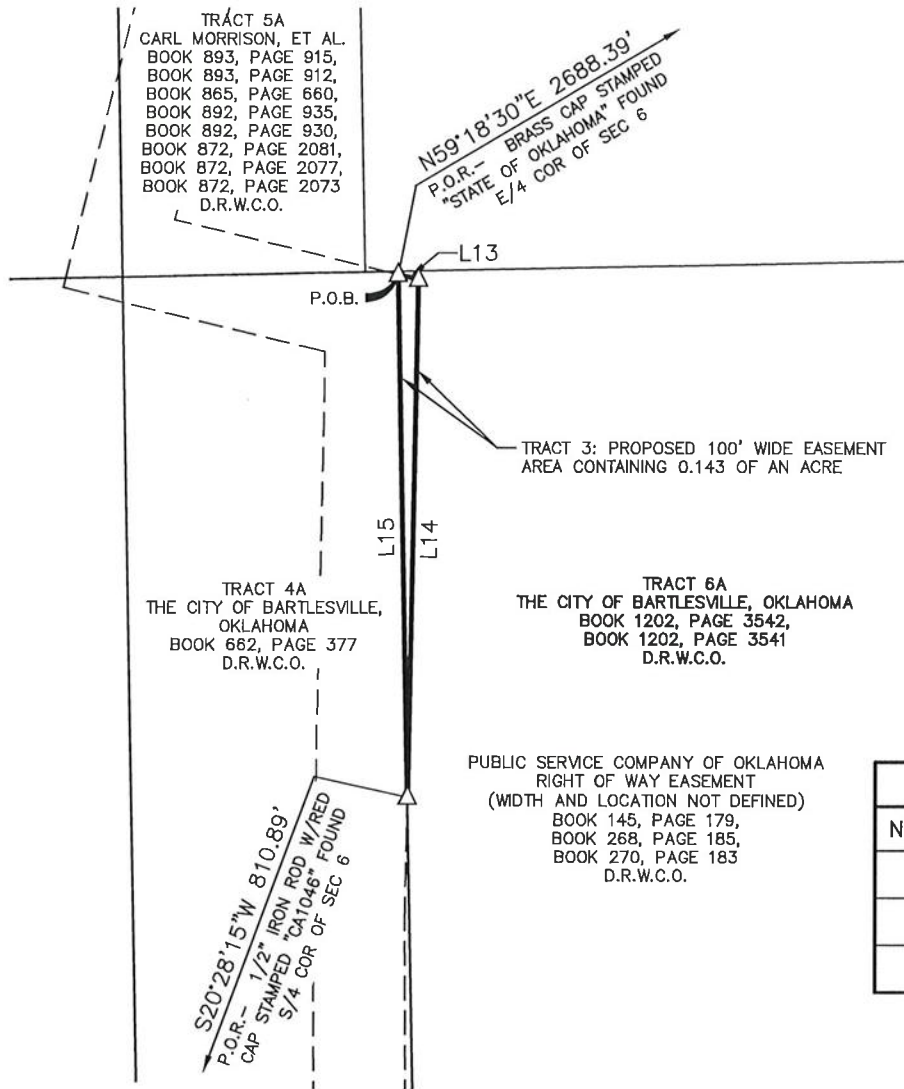 TRACT 5A
CARL MORRISON, ET AL.
BOOK 893, PAGE 915,
BOOK 893, PAGE 912,
BOOK 865, PAGE 660,
BOOK 892, PAGE 935,
BOOK 892, PAGE 930,
BOOK 872, PAGE 2081,
BOOK 872, PAGE 2077,
BOOK 872, PAGE 2073
D.R.W.C.O.
N59°18'30"E 2688.39'
P.O.R.- BRASS CAP STAMPED
"STATE OF OKLAHOMA" FOUND
E/4 COR OF SEC 6
L13
P.O.B.
TRACT 3: PROPOSED 100' WIDE EASEMENT
AREA CONTAINING 0.143 OF AN ACRE
L15
L14
TRACT 4A
THE CITY OF BARTLESVILLE,
OKLAHOMA
BOOK 662, PAGE 377
D.R.W.C.O.
TRACT 6A
THE CITY OF BARTLESVILLE, OKLAHOMA
BOOK 1202, PAGE 3542,
BOOK 1202, PAGE 3541
D.R.W.C.O.
PUBLIC SERVICE COMPANY OF OKLAHOMA
RIGHT OF WAY EASEMENT
(WIDTH AND LOCATION NOT DEFINED)
BOOK 145, PAGE 179,
BOOK 268, PAGE 185,
BOOK 270, PAGE 183
D.R.W.C.O.
S20°28'15"W 810.89'
P.O.R.- 1/2" IRON ROD W/RED
CAP STAMPED "CA1046" FOUND
S/4 COR OF SEC 6
N